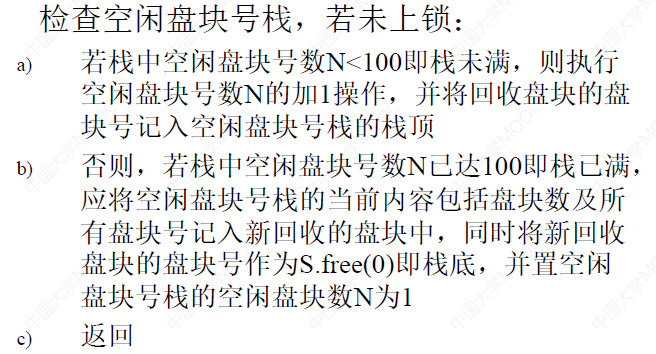 检查空闲盘块号栈，若未上锁：
a) 若栈中空闲盘块号数N<100即栈未满，则执行
空闲盘块号数N的加1操作，并将回收盘块的盘
块号记入空闲盘块号栈的栈顶
b) 否则，若栈中空闲盘块号数N已达100即栈已满，
应将空闲盘块号栈的当前内容包括盘块数及所
有盘块号记入新回收的盘块中，同时将新回收
盘块的盘块号作为S.free(0)即栈底，并置空闲
盘块号栈的空闲盘块数N为1
c) 返回